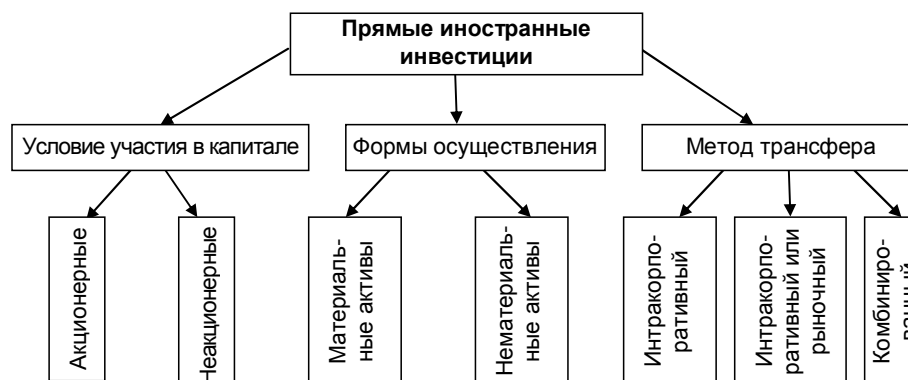 Прямые иностранные
инвестиции
Условие участия в капитале
Формы осуществления
Метод трансфера
Акционерные
Неакционерные
Материаль-
ные активы
Нематериаль-
ные активы
Интракорпо-
ративный
Интракорпо-
ративный или
рыночный
Комбиниро-
ванный